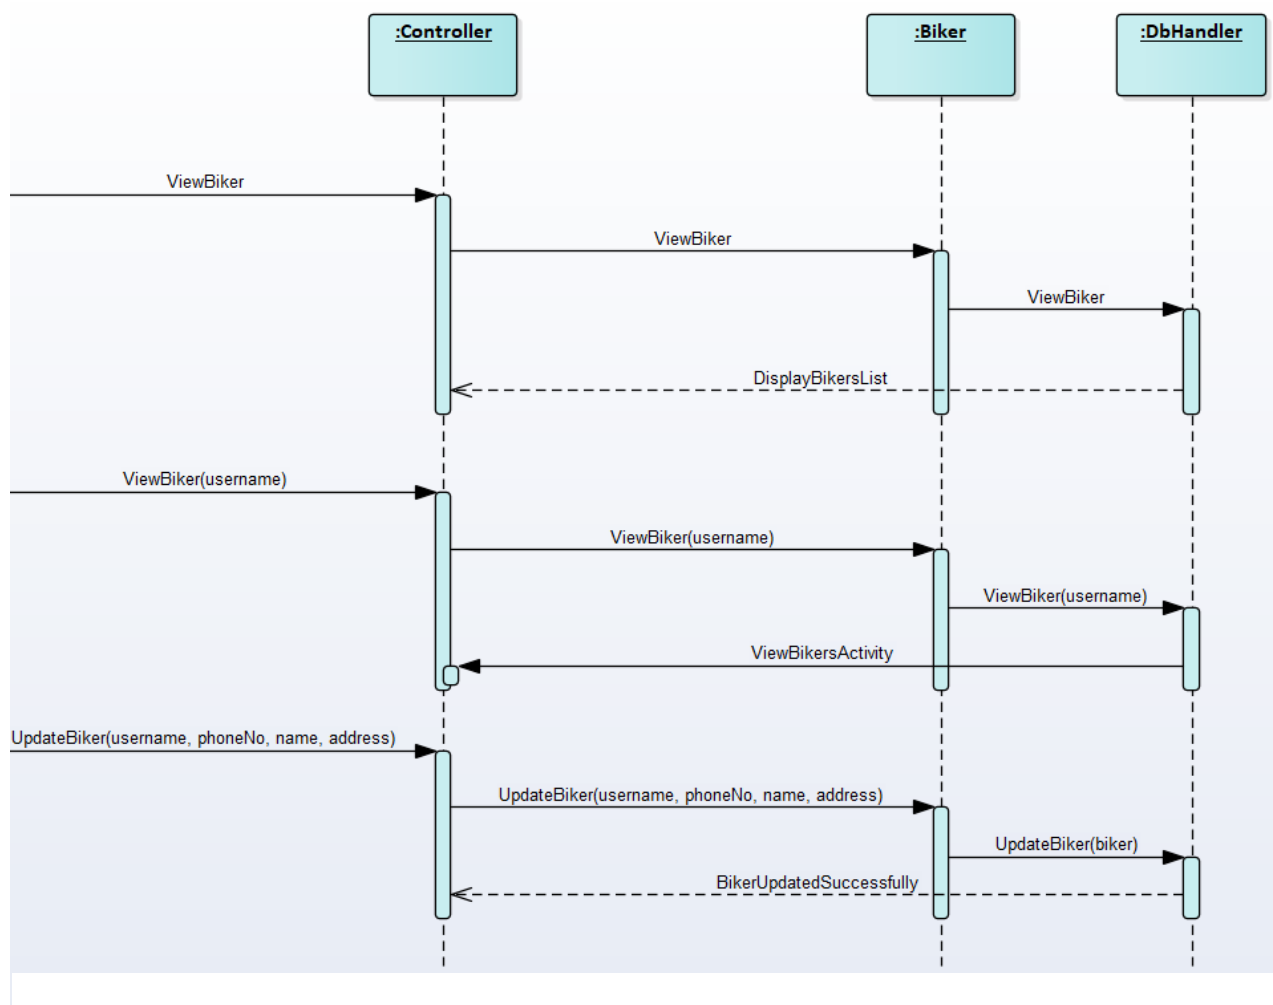 :Controller
:Biker
:DbHandler
ViewBiker
ViewBiker
ViewBiker
DisplayBikersList
ViewBiker(username)
ViewBiker(username)
ViewBiker(username)
ViewBikersActivity
UpdateBiker(username, phoneNo, name, address)
UpdateBiker(username, phoneNo, name, address)
UpdateBiker(biker)
BikerUpdatedSuccessfully